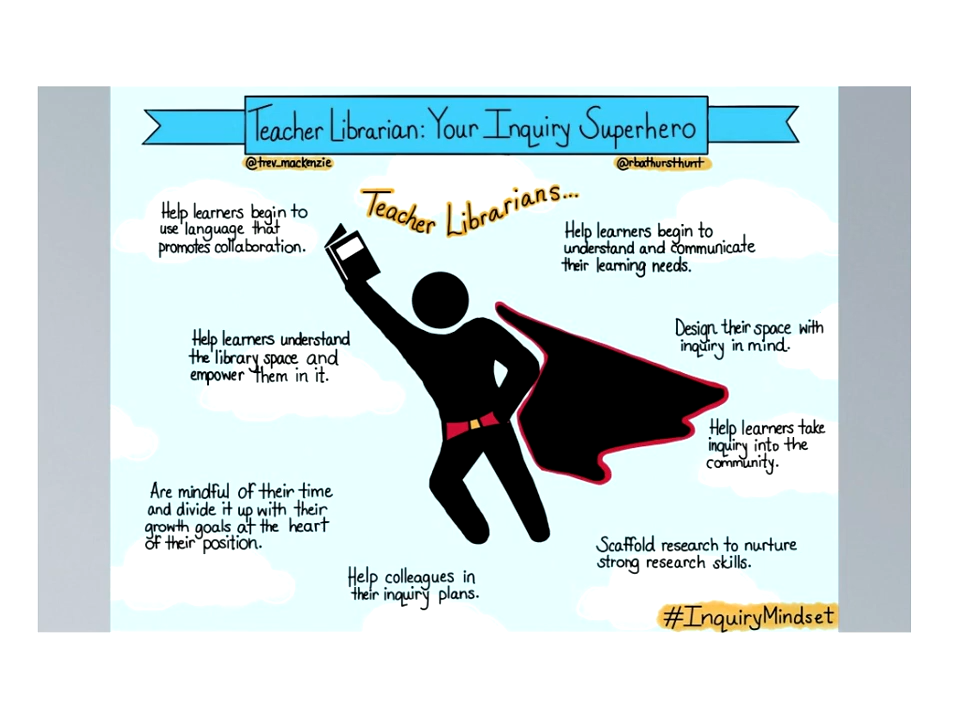 Teacher Librarian: Your Inquiry Superhero
@trev_mackenzie
@rbathursthunt
Teacher Librarians...
Help learners begin to
use language that
promotes collaboration.
Help learners begin to
understand and communicate
their learning needs.
Help learners understand
the library space and
empower them in it.
Design their space with
inquiry in mind.
Help learners take
inquiry into the
community.
Are mindful of their time
and divide it up with their
growth goals at the heart
of their position.
Scaffold research to nurture
strong research skills.
Help colleagues in
their inquiry plans.
#InquiryMindset